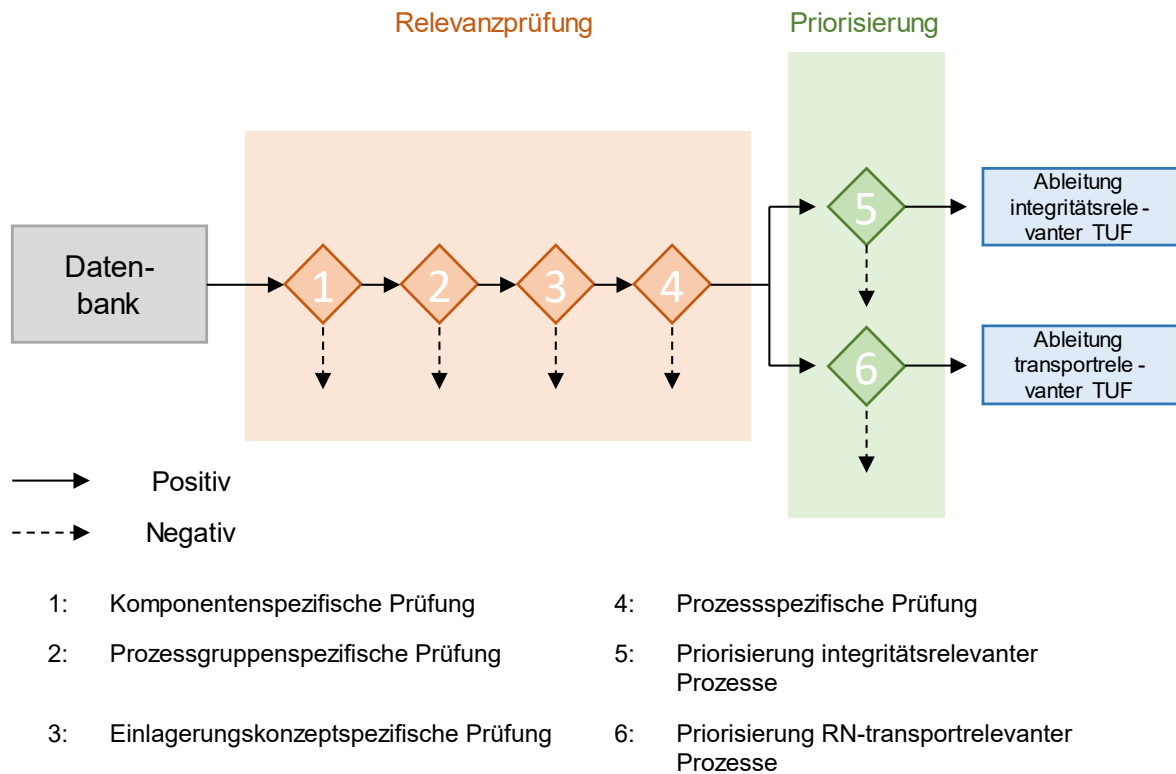 Relevanzprüfung
Priorisierung
Daten-
bank
1
2
3
4
5
6
Ableitung
integritätsrele -
vanter TUF
Ableitung
transportrele -
vanter TUF
Positiv
Negativ
1: Komponentenspezifische Prüfung
2: Prozessgruppenspezifische Prüfung
3: Einlagerungskonzeptspezifische Prüfung
4: Prozessspezifische Prüfung
5: Priorisierung integritätsrelevanter
Prozesse
6: Priorisierung RN-transportrelevanter
Prozesse